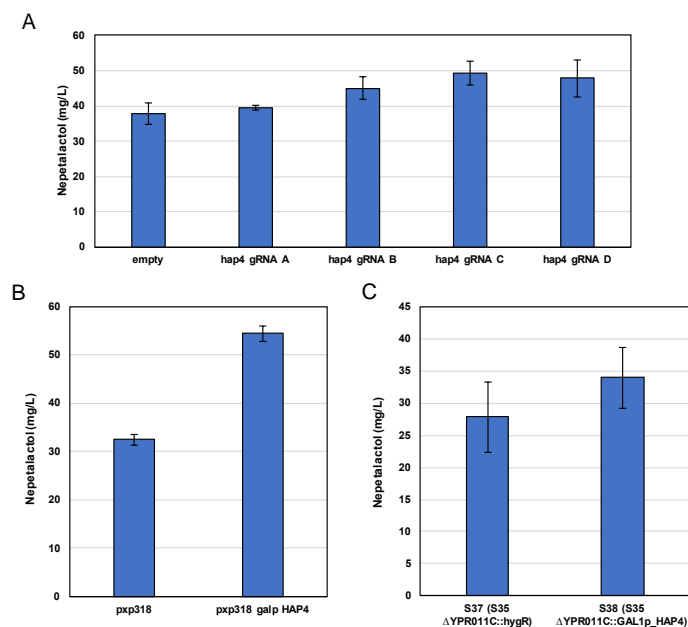 A
60
50
40
30
20
10
0
Nepetalactol (mg/L)
empty
hap4 gRNA A
hap4 gRNA B
hap4 gRNA C
hap4 gRNA D
B
60
50
40
30
20
10
0
Nepetalactol (mg/L)
pxp318
pxp318 galp HAP4
C
45
40
35
30
25
20
15
10
5
0
Nepetalactol (mg/L)
S37 (S35
ΔYPR011C::hygR)
S38 (S35
ΔYPR011C::GAL1p_HAP4)